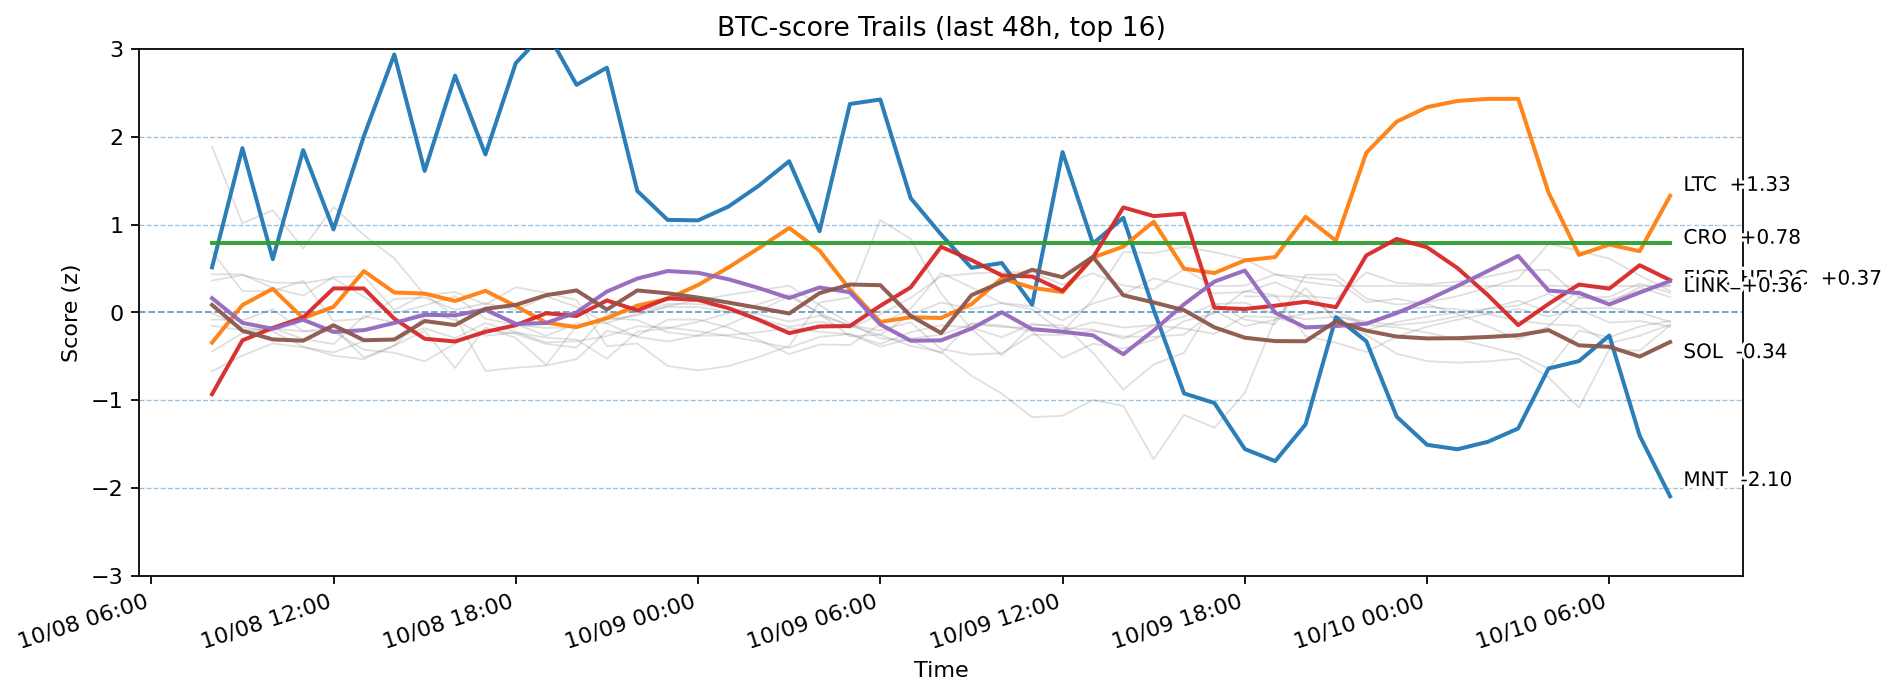 BTC-score Trails (last 48h, top 16)
Score (z)
3
2
1
0
−1
−2
−3
LTC +1.33
CRO +0.78
+0.37
LINK +0.36
SOL -0.34
MNT -2.10
10/08 06:00
10/08 12:00
10/08 18:00
10/09 00:00
10/09 06:00
10/09 12:00
10/09 18:00
10/10 00:00
10/10 06:00
Time